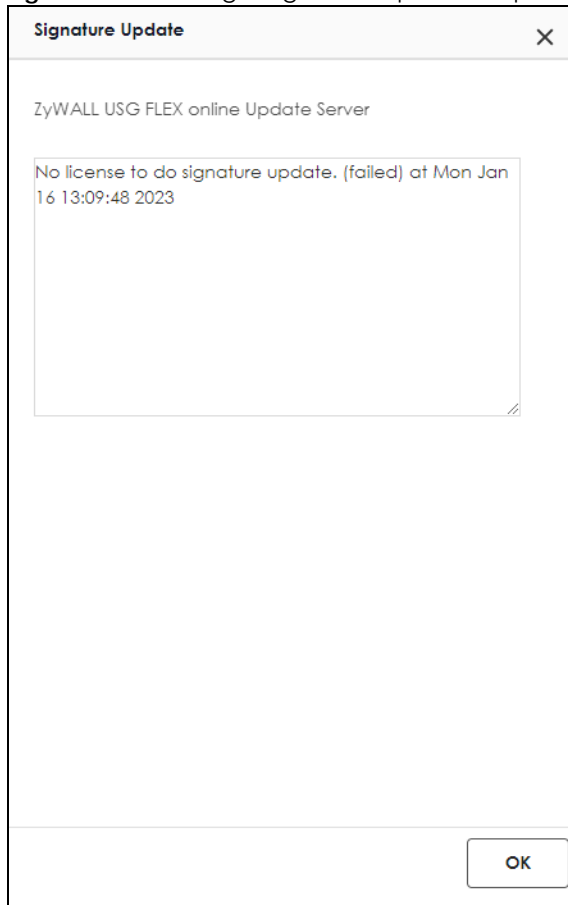 Signature Update
ZyWALL USG FLEX online Update Server
No license to do signature update. (failed) at Mon Jan
16 13:09:48 2023
OK